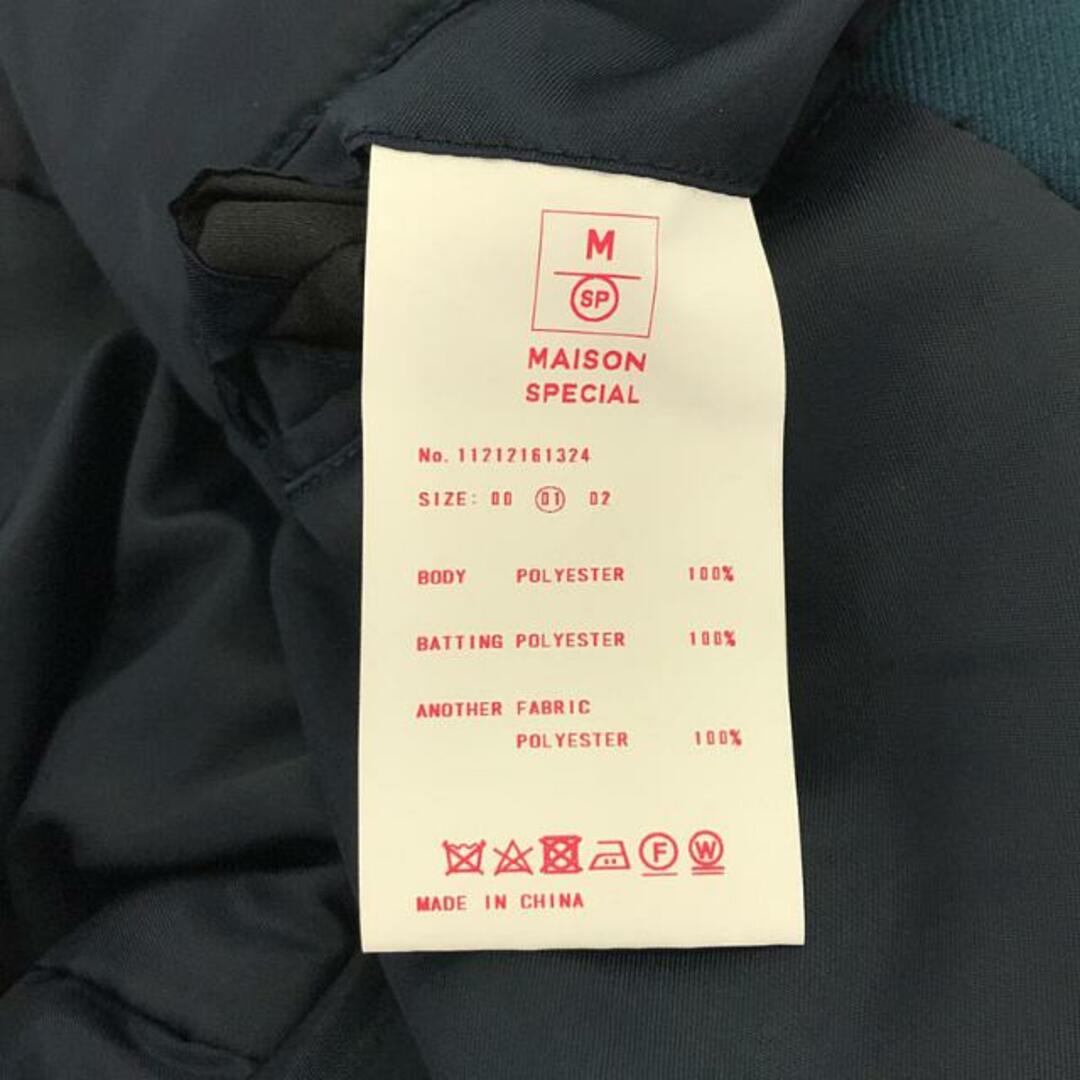 M
SP
MAISON
SPECIAL
No. 11212161324
SIZE: 00 01 02
BODY POLYESTER 100%
BATTING POLYESTER 100%
ANOTHER FABRIC
POLYESTER 100%
F W
MADE IN CHINA